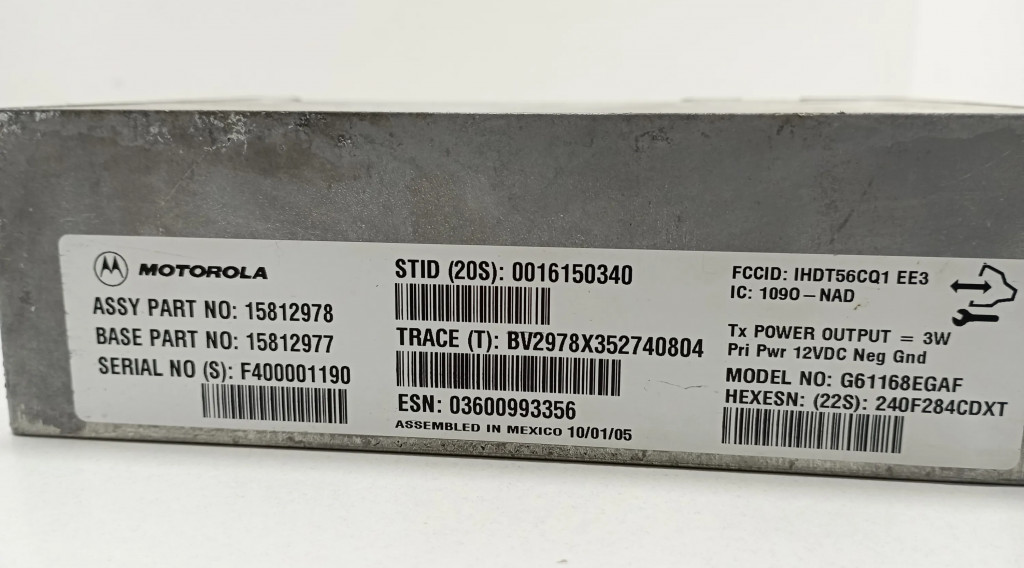 MOTOROLA
ASSY PART NO: 15812978
BASE PART NO: 15812977
SERIAL NO (S): F400001190
STID (20S): 0016150340
TRACE (T): BV2978X352740804
ESN: 03600993356
ASSEMBLED IN MEXICO 10/01/05
FCCID: IHDT56CQ1 EE3
IC: 1090-NAD
Tx POWER OUTPUT = 3W
Pri Pwr 12VDC Neg Gnd
MODEL NO: G61168EGAF
HEXESN: (22S): 240F284CDXT